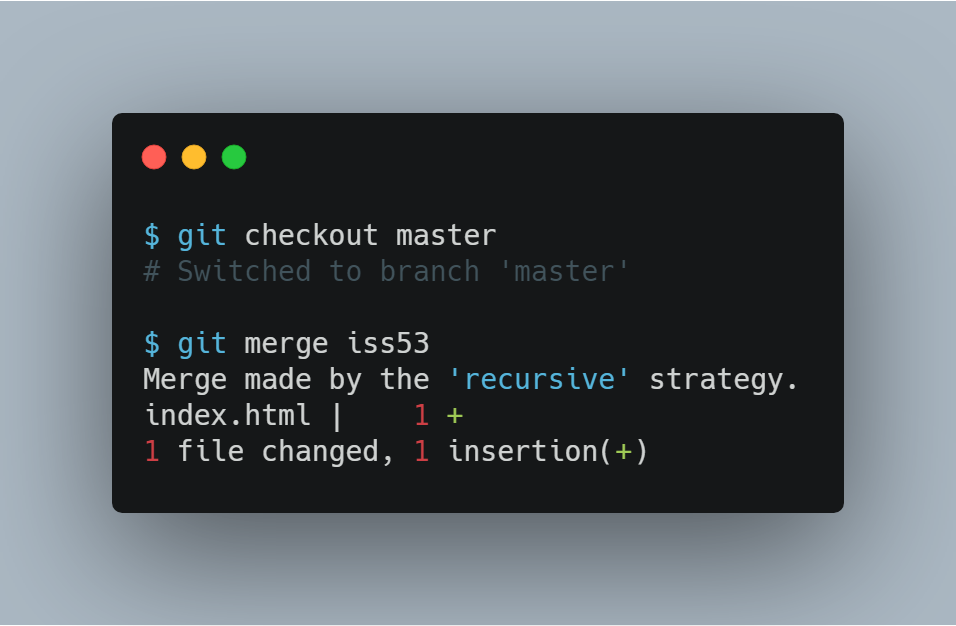 $ git checkout master
# Switched to branch 'master'
$ git merge iss53
Merge made by the 'recursive' strategy.
index.html |    1 +
1 file changed, 1 insertion(+)